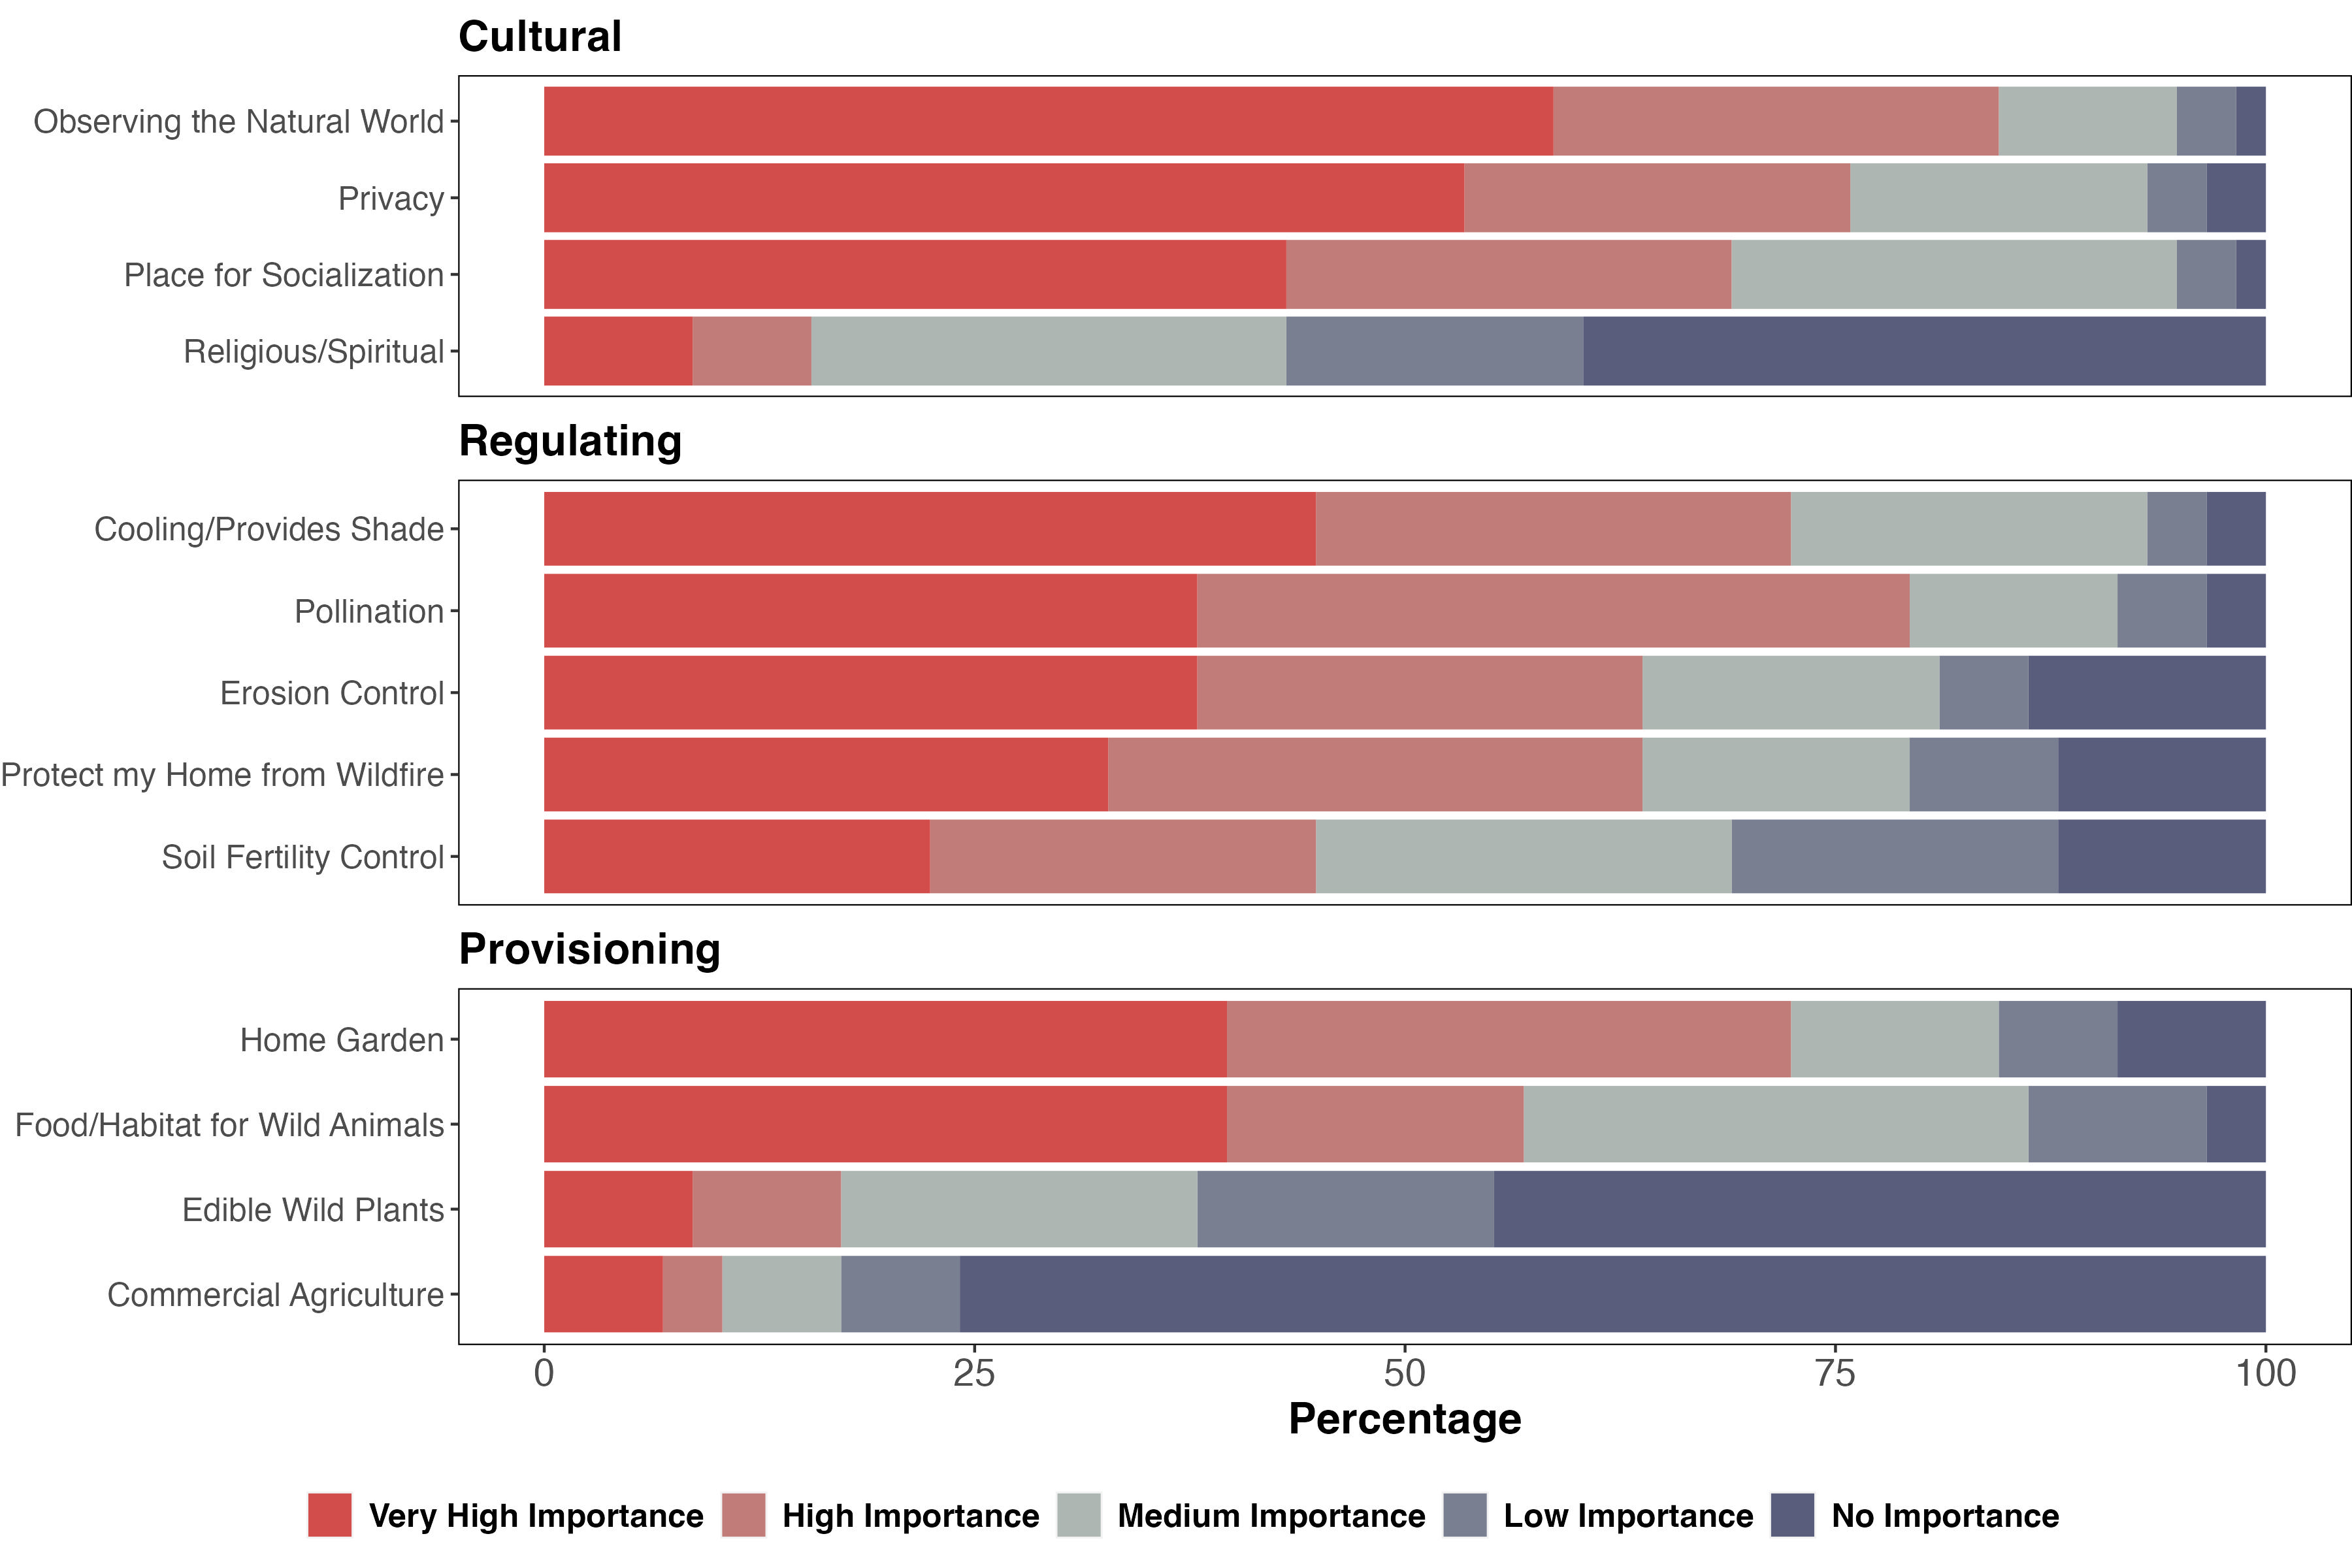 Cultural
Observing the Natural World
Privacy
Place for Socialization
Religious/Spiritual
Regulating
Cooling/Provides Shade
Pollination
Erosion Control
Protect my Home from Wildfire
Soil Fertility Control
Provisioning
Home Garden
Food/Habitat for Wild Animals
Edible Wild Plants
Commercial Agriculture
0 25 50 75 100
Percentage
Very High Importance High Importance Medium Importance Low Importance No Importance